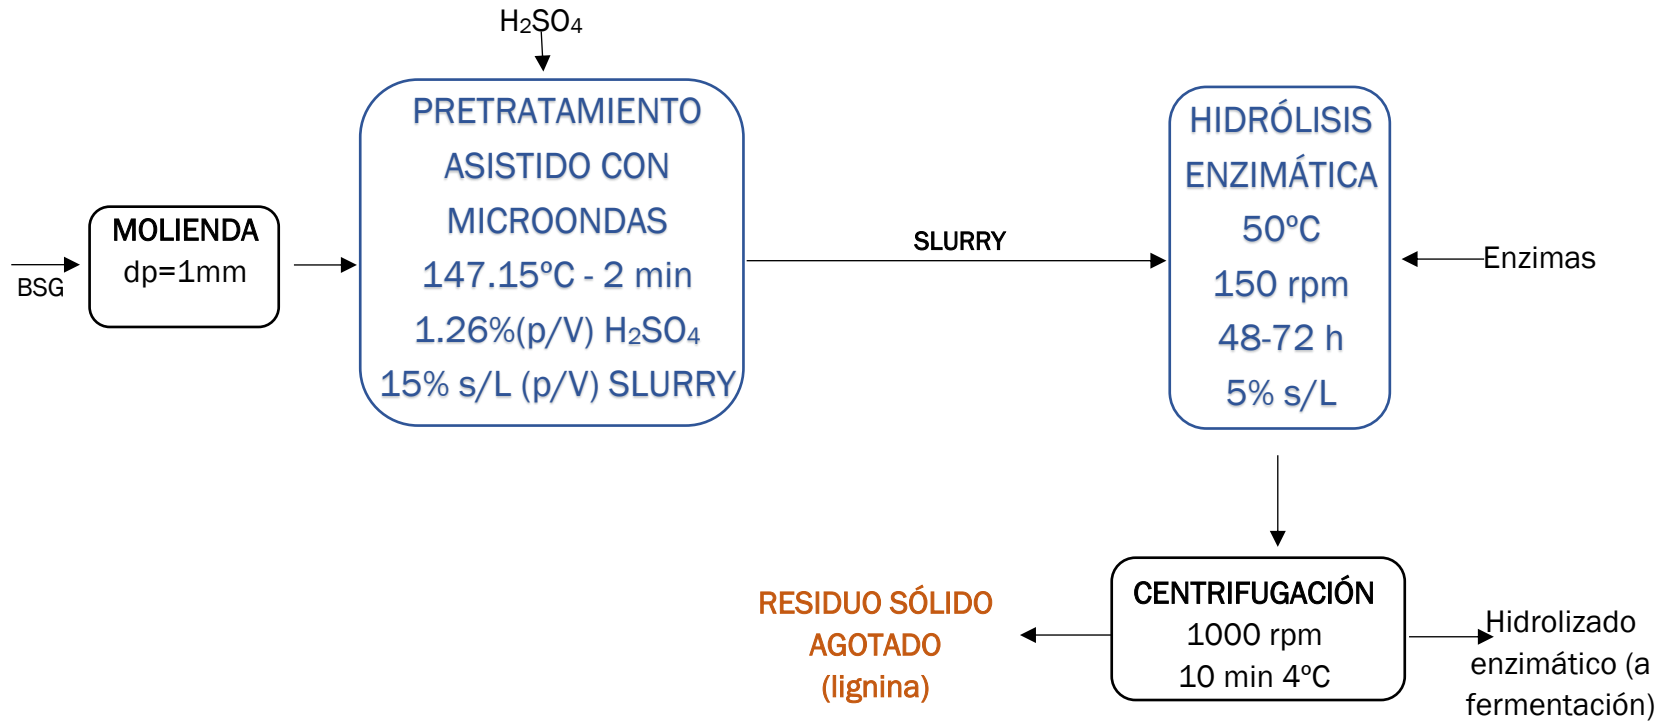 H₂SO₄
BSG
MOLIENDA
dp=1mm
PRETRATAMIENTO
ASISTIDO CON
MICROONDAS
147.15ºC - 2 min
1.26%(p/V) H₂SO₄
15% s/L (p/V) SLURRY
SLURRY
HIDRÓLISIS
ENZIMÁTICA
50ºC
150 rpm
48-72 h
5% s/L
Enzimas
CENTRIFUGACIÓN
1000 rpm
10 min 4ºC
RESIDUO SÓLIDO
AGOTADO
(lignina)
Hidrolizado
enzimático (a
fermentación)